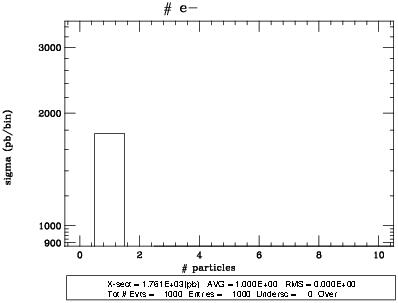 # e−
3000
2000
1000
900
sigma (pb/bin)
0 2 4 6 8 10
# particles
X-sect = 1.761E+03(pb) AVG = 1.000E+00 RMS = 0.000E+00
Tot # Evts = 1000 Entries = 1000 Undersc = 0 Over